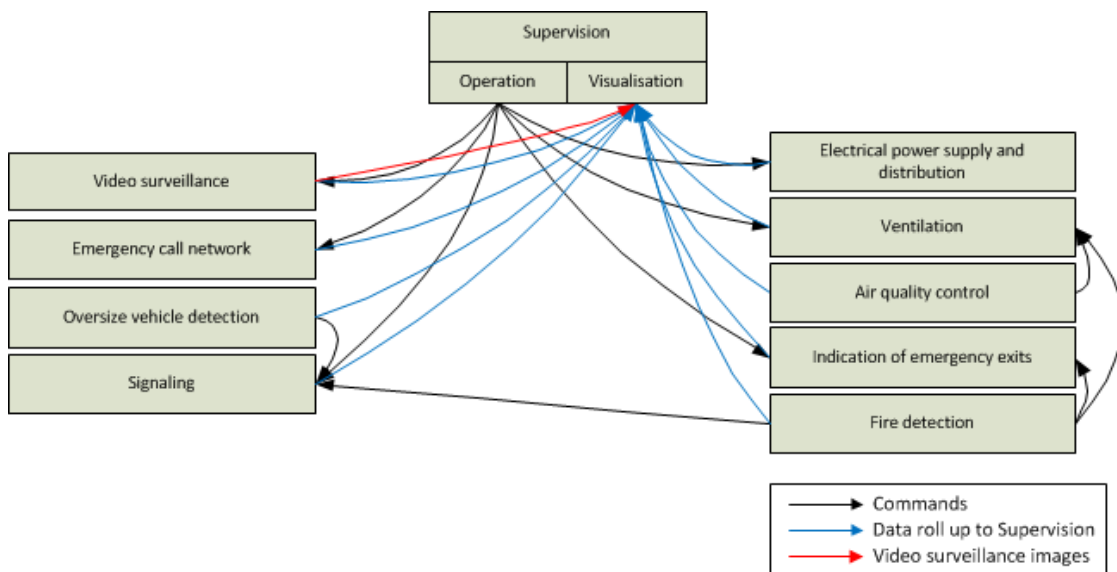 Supervision
Operation
Visualisation
Video surveillance
Emergency call network
Oversize vehicle detection
Signaling
Electrical power supply and
distribution
Ventilation
Air quality control
Indication of emergency exits
Fire detection
Commands
Data roll up to Supervision
Video surveillance images